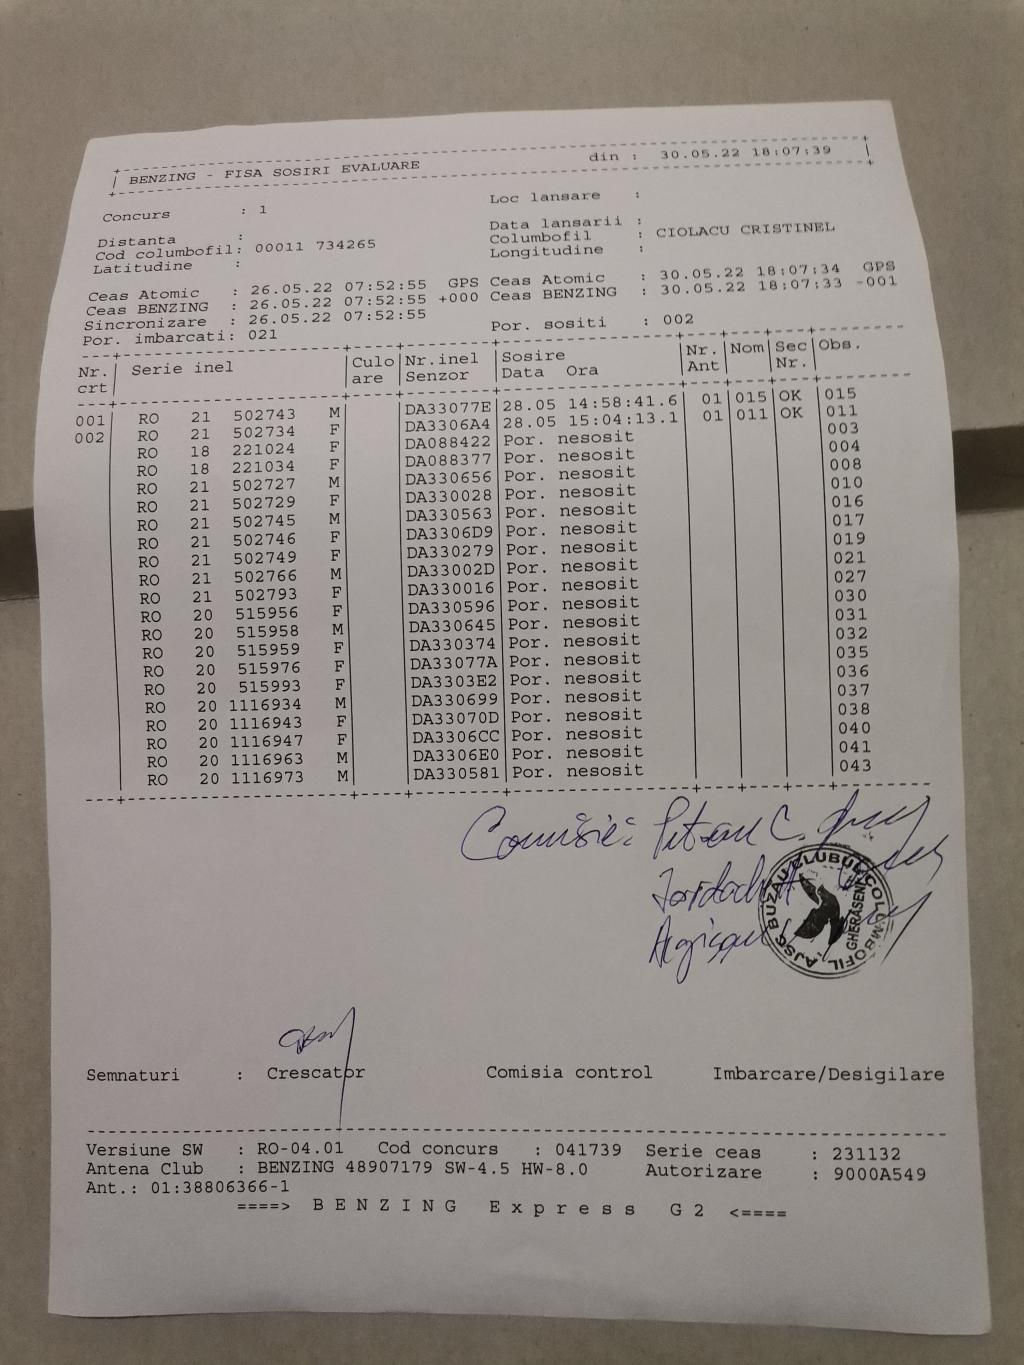 BENZING - FISA SOSIRI EVALUARE din : 30.05.22 18:07:39
Concurs : 1 Loc lansare :
Distanta : Data lansarii :
Cod columbofil: 00011 734265 Columbofil : CIOLACU CRISTINEL
Latitudine : Longitudine :
Ceas Atomic : 26.05.22 07:52:55 GPS Ceas Atomic : 30.05.22 18:07:34 GPS
Ceas BENZING : 26.05.22 07:52:55 +000 Ceas BENZING : 30.05.22 18:07:33 -001
Sincronizare : 26.05.22 07:52:55
Por. imbarcati: 021 Por. sositi : 002
Nr. Serie inel Culo Nr.inel Sosire Nr. Nom Sec Obs.
crt are Senzor Data Ora Ant Nr.
001 RO 21 502743 M DA33077E 28.05 14:58:41.6 01 015 OK 015
002 RO 21 502734 F DA3306A4 28.05 15:04:13.1 01 011 OK 011
RO 18 221024 F DA088422 Por. nesosit 003
RO 18 221034 F DA088377 Por. nesosit 004
RO 21 502727 M DA330656 Por. nesosit 008
RO 21 502729 F DA330028 Por. nesosit 010
RO 21 502745 M DA330563 Por. nesosit 016
RO 21 502746 F DA3306D9 Por. nesosit 017
RO 21 502749 F DA330279 Por. nesosit 019
RO 21 502766 M DA33002D Por. nesosit 021
RO 21 502793 F DA330016 Por. nesosit 027
RO 20 515956 F DA330596 Por. nesosit 030
RO 20 515958 M DA330645 Por. nesosit 031
RO 20 515959 F DA330374 Por. nesosit 032
RO 20 515976 F DA33077A Por. nesosit 035
RO 20 515993 F DA3303E2 Por. nesosit 036
RO 20 1116934 M DA330699 Por. nesosit 037
RO 20 1116943 F DA33070D Por. nesosit 038
RO 20 1116947 F DA3306CC Por. nesosit 040
RO 20 1116963 M DA3306E0 Por. nesosit 041
RO 20 1116973 M DA330581 Por. nesosit 043
Comisie:
AJSC BUZAU CLUBUL COLUMBOFIL
GHERASENI
Semnaturi : Crescator Comisia control Imbarcare/Desigilare
Versiune SW : RO-04.01 Cod concurs : 041739 Serie ceas : 231132
Antena Club : BENZING 48907179 SW-4.5 HW-8.0 Autorizare : 9000A549
Ant.: 01:38806366-1
====> B E N Z I N G E x p r e s s G 2 <====